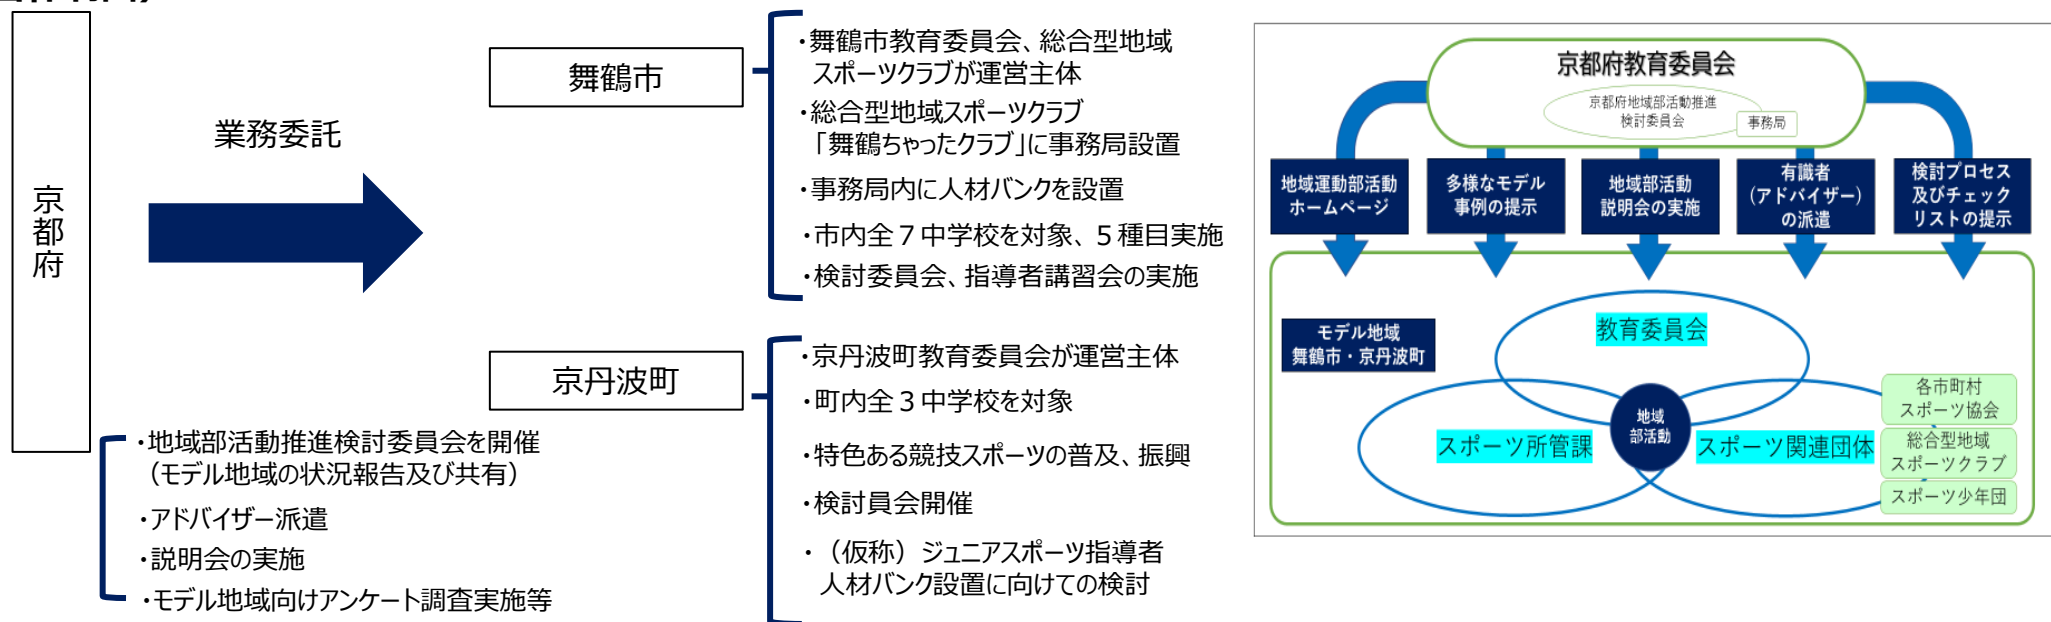 京都府
業務委託
・地域部活動推進検討委員会を開催
（モデル地域の状況報告及び共有）
・アドバイザー派遣
・説明会の実施
・モデル地域向けアンケート調査実施等
舞鶴市
・舞鶴市教育委員会、総合型地域
スポーツクラブが運営主体
・総合型地域スポーツクラブ
「舞鶴ちゃったクラブ」に事務局設置
・事務局内に人材バンクを設置
・市内全７中学校を対象、５種目実施
・検討委員会、指導者講習会の実施
京丹波町
・京丹波町教育委員会が運営主体
・町内全３中学校を対象
・特色ある競技スポーツの普及、振興
・検討員会開催
・（仮称）ジュニアスポーツ指導者
人材バンク設置に向けての検討
京都府教育委員会
京都府地域部活動推進
検討委員会
事務局
地域運動部活動
ホームページ
多様なモデル
事例の提示
地域部活動
説明会の実施
有識者
（アドバイザー）
の派遣
検討プロセス
及びチェック
リストの提示
モデル地域
舞鶴市・京丹波町
教育委員会
地域
部活動
スポーツ所管課
スポーツ関連団体
各市町村
スポーツ協会
総合型地域
スポーツクラブ
スポーツ少年団